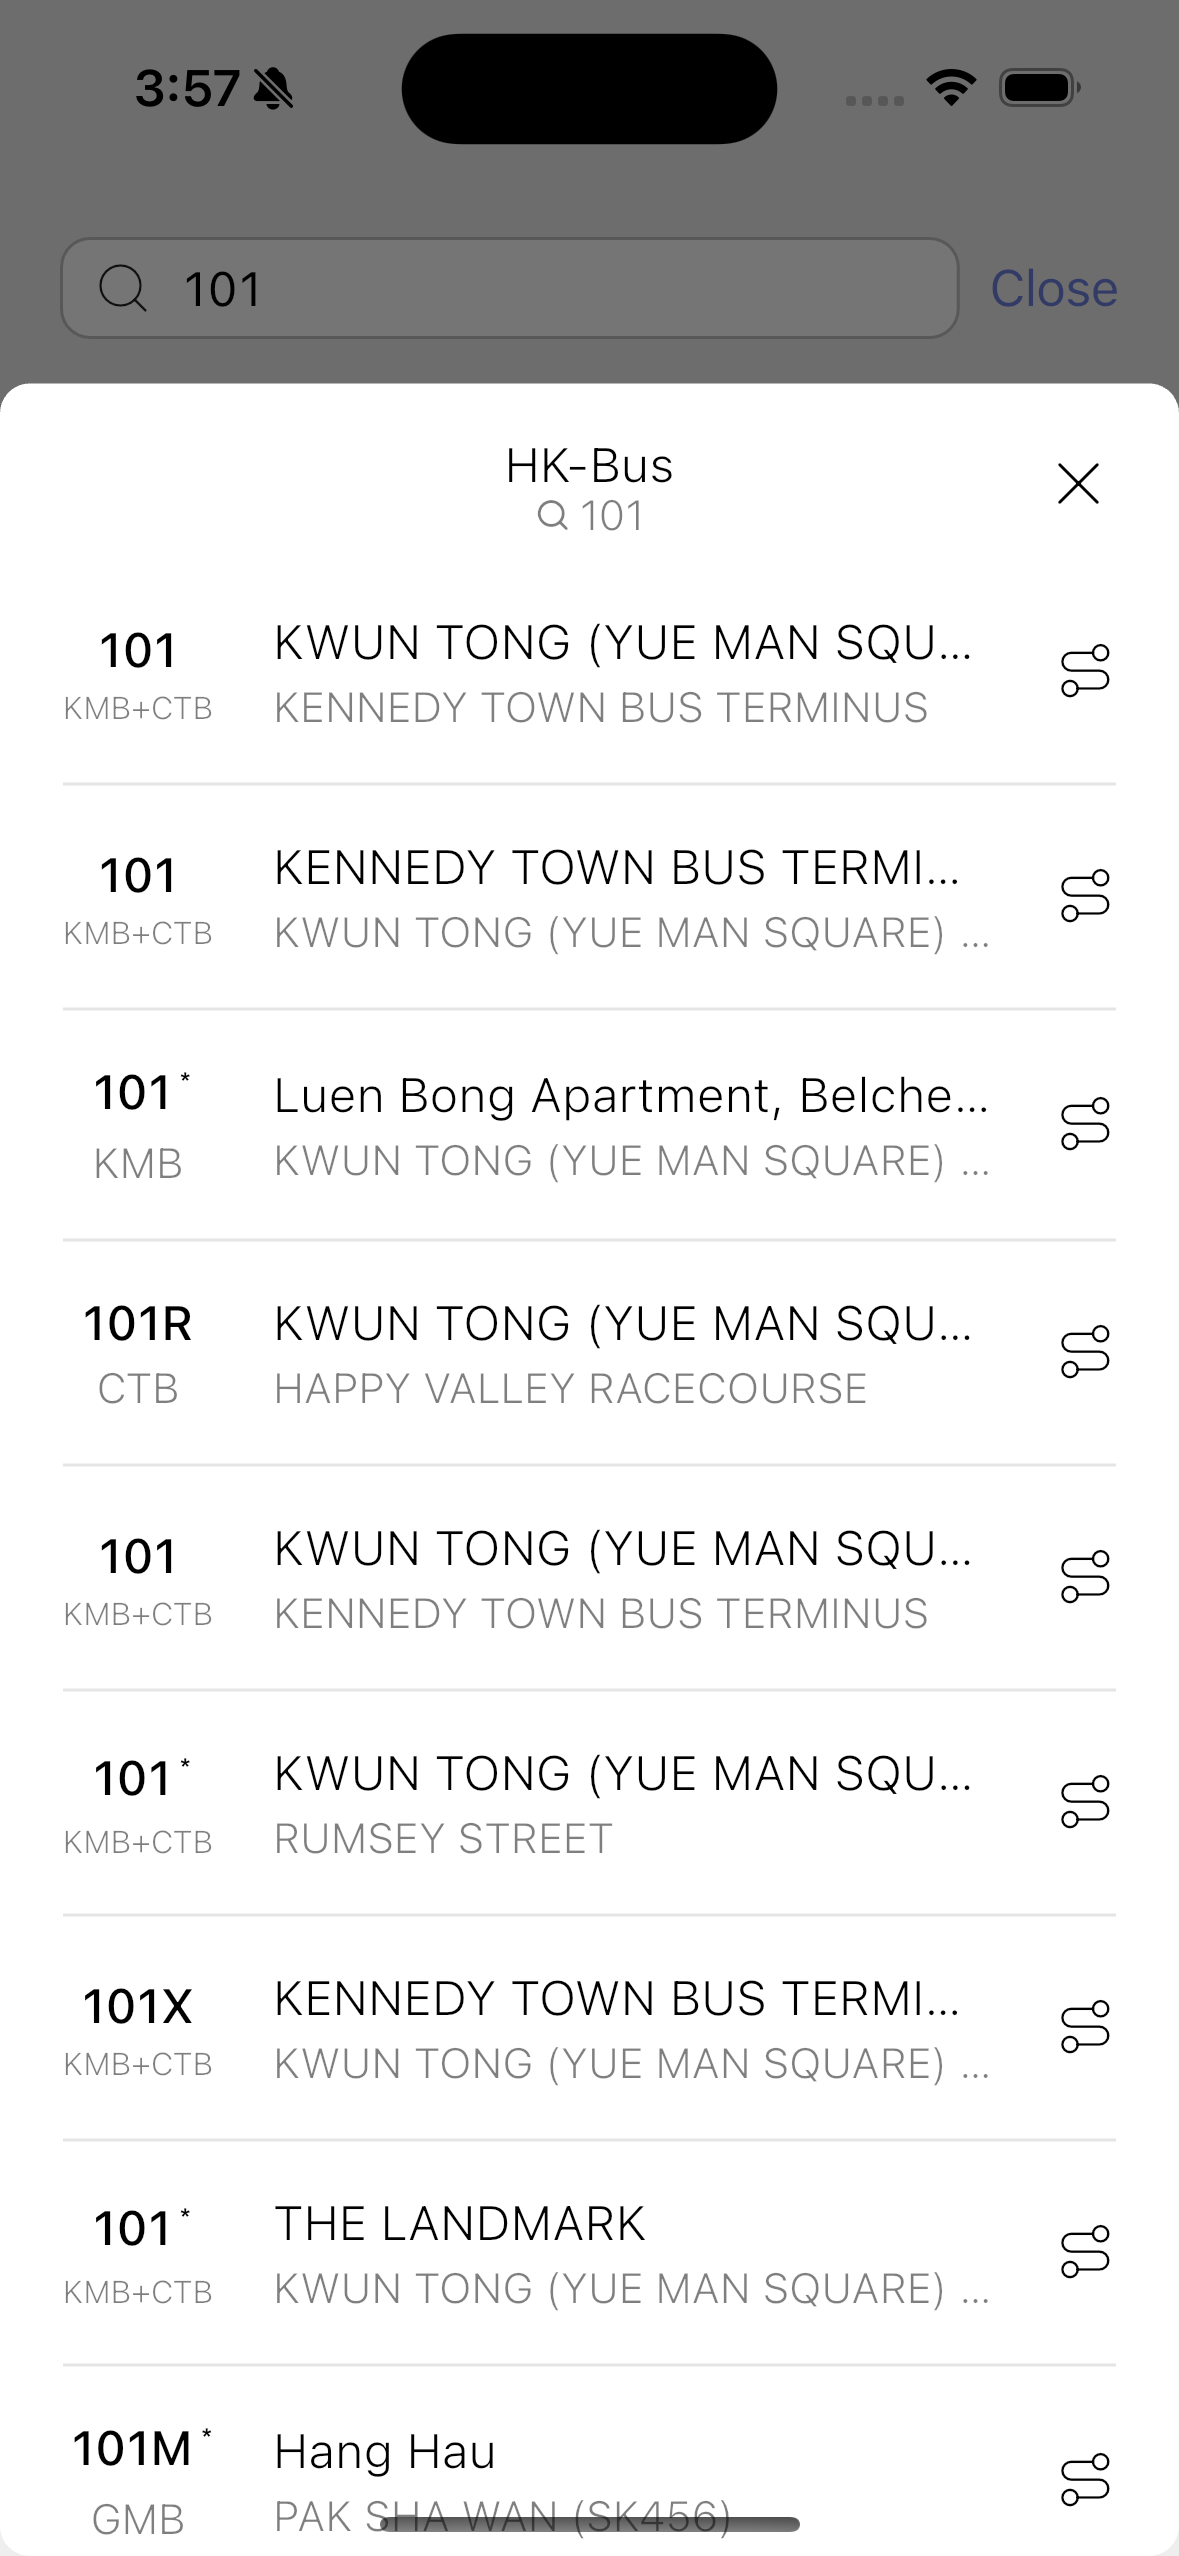 3:57
101
Close
HK-Bus
101
101
KWUN TONG (YUE MAN SQU...
KMB+CTB
KENNEDY TOWN BUS TERMINUS
101
KENNEDY TOWN BUS TERMI...
KMB+CTB
KWUN TONG (YUE MAN SQUARE) ...
101 *
Luen Bong Apartment, Belche...
KMB
KWUN TONG (YUE MAN SQUARE) ...
101R
KWUN TONG (YUE MAN SQU...
CTB
HAPPY VALLEY RACECOURSE
101
KWUN TONG (YUE MAN SQU...
KMB+CTB
KENNEDY TOWN BUS TERMINUS
101 *
KWUN TONG (YUE MAN SQU...
KMB+CTB
RUMSEY STREET
101X
KENNEDY TOWN BUS TERMI...
KMB+CTB
KWUN TONG (YUE MAN SQUARE) ...
101 *
THE LANDMARK
KMB+CTB
KWUN TONG (YUE MAN SQUARE) ...
101M *
Hang Hau
GMB
PAK SHA WAN (SK456)